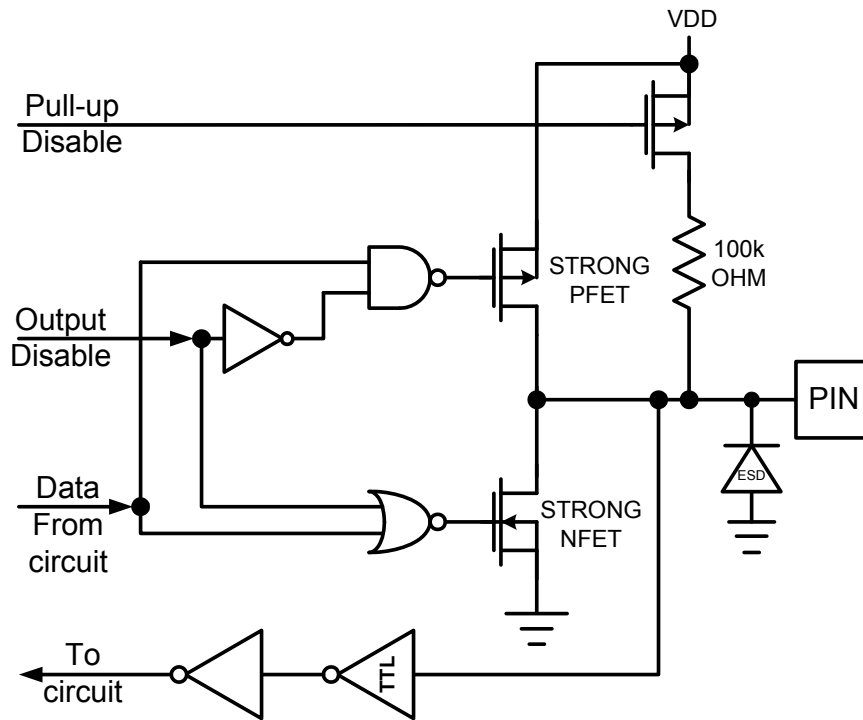 VDD
Pull-up
Disable
100k
OHM
STRONG
PFET
Output
Disable
PIN
ESD
Data
From
circuit
STRONG
NFET
To
circuit
TTL